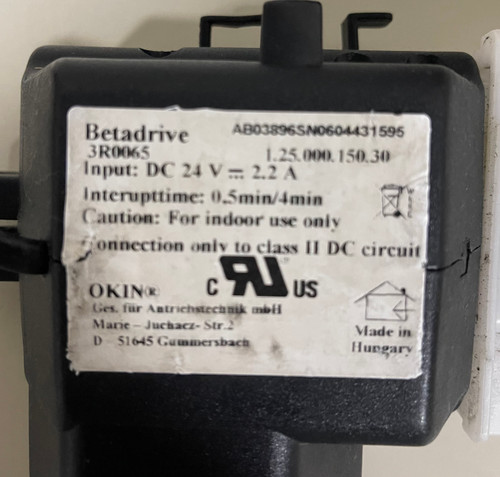 Betadrive AB03896SN0604431595
3R0065 1.25.000.150.30
Input: DC 24 V ⎓ 2.2 A
Interupttime: 0.5min/4min
Caution: For indoor use only
Connection only to class II DC circuit
C RU US
OKIN®
Ges. für Antriebstechnik mbH
Marie – Juchacz- Str.2
D – 51645 Gummersbach
Made in
Hungary